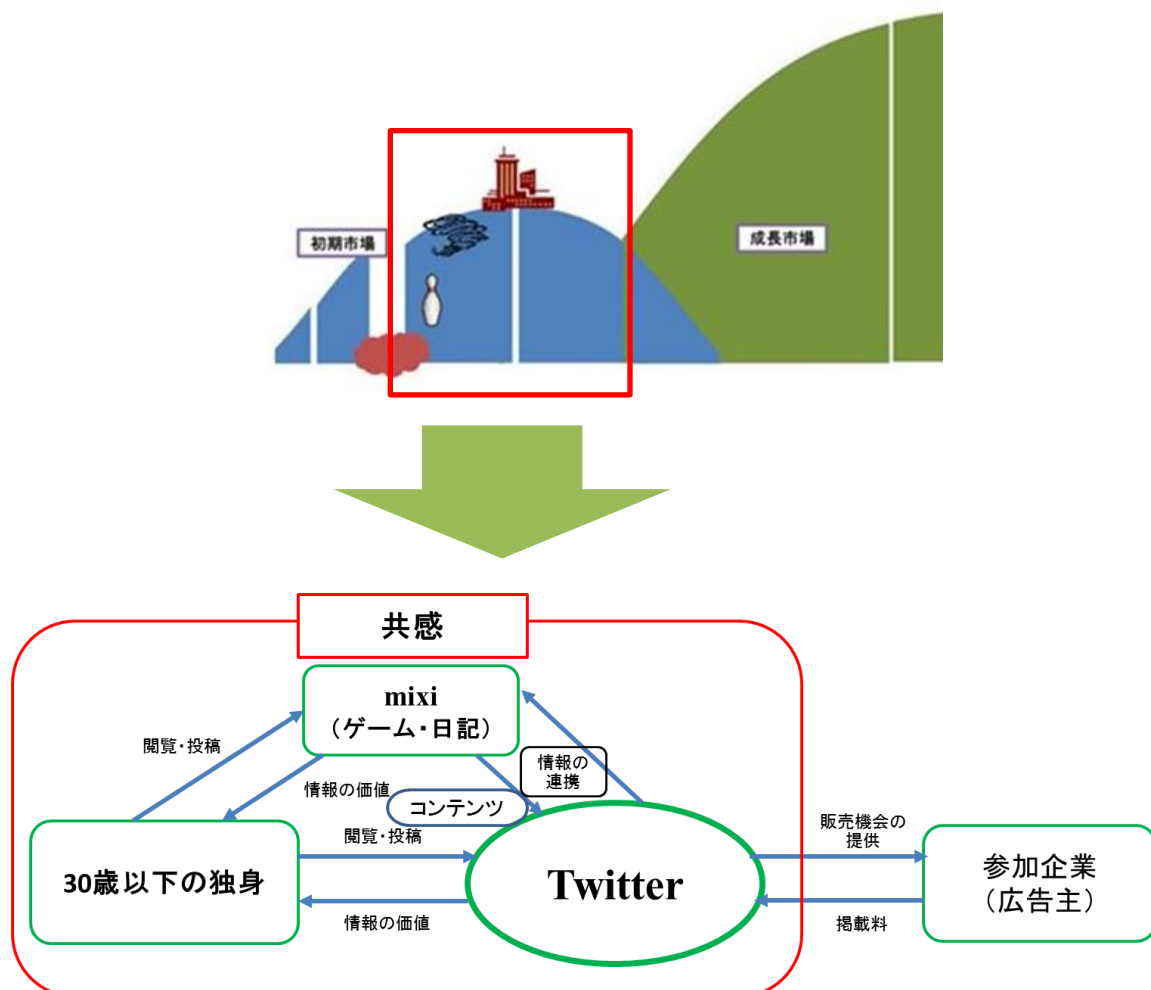 初期市場
成長市場
共感
mixi
（ゲーム・日記）
閲覧・投稿
情報の
連携
情報の価値
コンテンツ
閲覧・投稿
販売機会の
提供
30歳以下の独身
Twitter
参加企業
（広告主）
情報の価値
掲載料